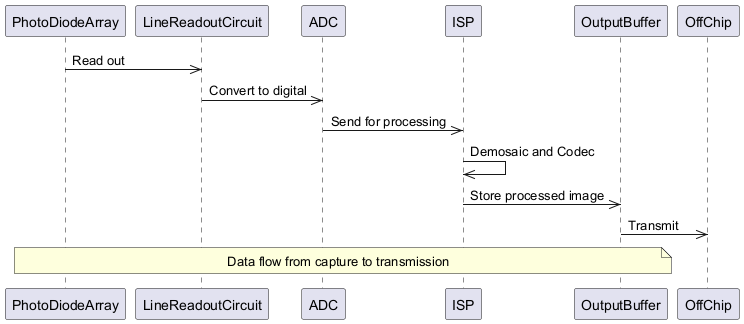 PhotoDiodeArray LineReadoutCircuit ADC ISP OutputBuffer OffChip
Read out
Convert to digital
Send for processing
Demosaic and Codec
Store processed image
Transmit
Data flow from capture to transmission
PhotoDiodeArray LineReadoutCircuit ADC ISP OutputBuffer OffChip